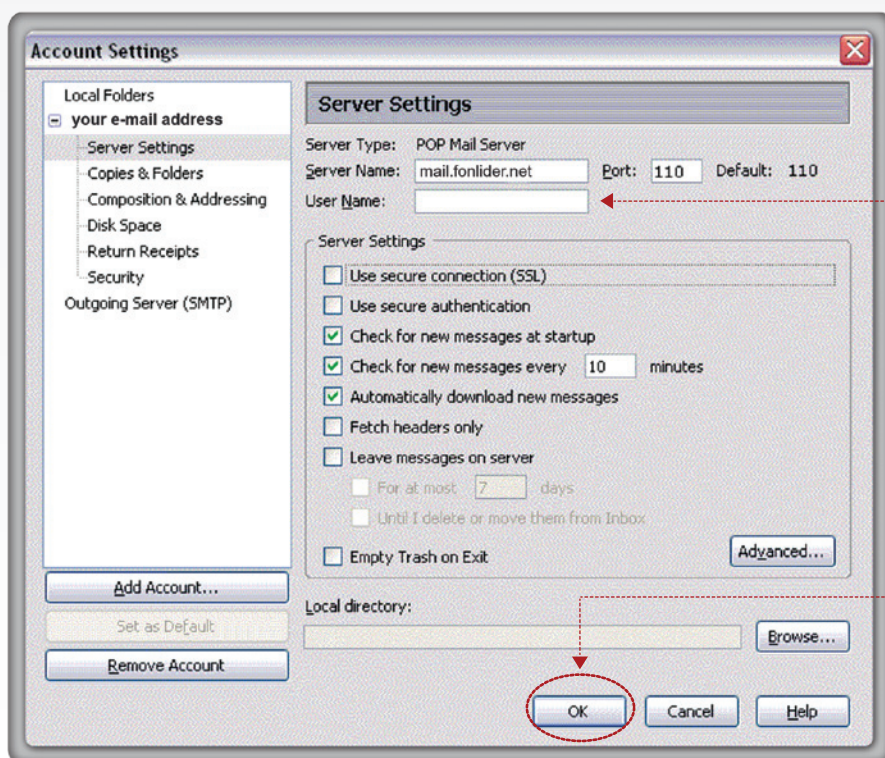 Account Settings
Local Folders
your e-mail address
Server Settings
Copies & Folders
Composition & Addressing
Disk Space
Return Receipts
Security
Outgoing Server (SMTP)
Add Account...
Set as Default
Remove Account
Server Settings
Server Type: POP Mail Server
Server Name: mail.fonlider.net Port: 110 Default: 110
User Name:
Server Settings
Use secure connection (SSL)
Use secure authentication
Check for new messages at startup
Check for new messages every 10 minutes
Automatically download new messages
Fetch headers only
Leave messages on server
For at most 7 days
Until I delete or move them from Inbox
Empty Trash on Exit Advanced...
Local directory:
Browse...
OK Cancel Help